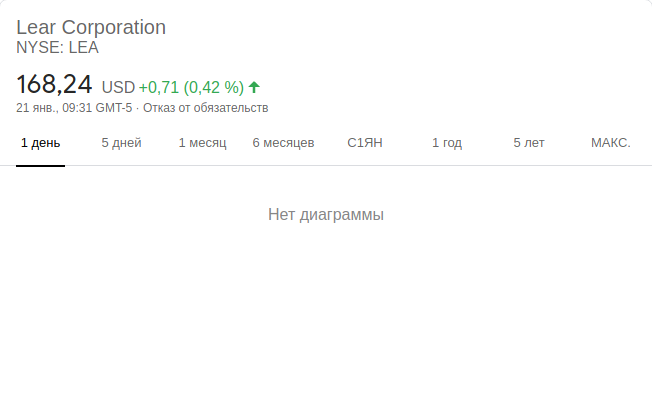 Lear Corporation
NYSE: LEA
168,24 USD +0,71 (0,42 %)
21 янв., 09:31 GMT-5 · Отказ от обязательств
1 день 5 дней 1 месяц 6 месяцев С1ЯН 1 год 5 лет МАКС.
Нет диаграммы